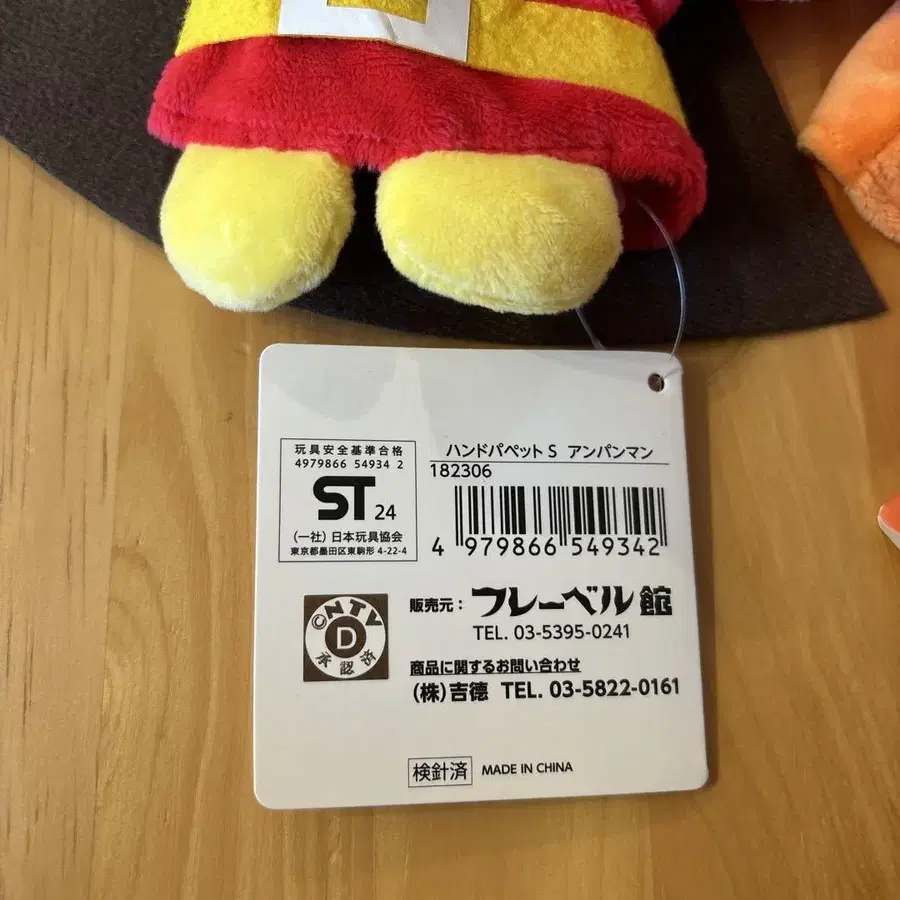 玩具安全基準合格
4979866 54934 2
ST 24
(一社)日本玩具協会
東京都墨田区東駒形 4-22-4
ハンドパペット S アンパンマン
182306
4 979866 549342
©NTV
D
承認済
販売元: フレーベル館
TEL. 03-5395-0241
商品に関するお問い合わせ
(株)吉德 TEL. 03-5822-0161
検針済 MADE IN CHINA